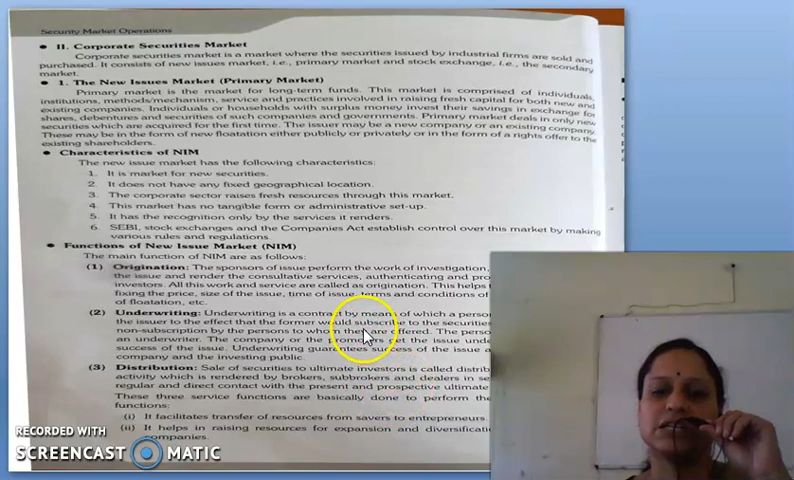 Security Market Operations
• II. Corporate Securities Market
Corporate securities market is a market where the securities issued by industrial firms are sold and
purchased. It consists of new issues market, i.e., primary market and stock exchange, i.e., the secondary
market.
• 1. The New Issues Market (Primary Market)
Primary market is the market for long-term funds. This market is comprised of individuals,
institutions, methods/mechanism, service and practices involved in raising fresh capital for both new and
existing companies. Individuals or households with surplus money invest their savings in exchange for
shares, debentures and securities of such companies and governments. Primary market deals in only new
securities which are acquired for the first time. The issuer may be a new company or an existing company.
These may be in the form of new floatation either publicly or privately or in the form of a rights offer to the
existing shareholders.
• Characteristics of NIM
The new issue market has the following characteristics:
1. It is market for new securities.
2. It does not have any fixed geographical location.
3. The corporate sector raises fresh resources through this market.
4. This market has no tangible form or administrative set-up.
5. It has the recognition only by the services it renders.
6. SEBI, stock exchanges and the Companies Act establish control over this market by making
various rules and regulations.
• Functions of New Issue Market (NIM)
The main function of NIM are as follows:
(1) Origination: The sponsors of issue perform the work of investigation,
the issue and render the consultative services, authenticating and pro
investors. All this work and service are called as origination. This helps
fixing the price, size of the issue, time of issue, terms and conditions of
of floatation, etc.
(2) Underwriting: Underwriting is a contract by means of which a person
the issuer to the effect that the former would subscribe to the securities
non-subscription by the persons to whom they are offered. The perso
an underwriter. The company or the promoters get the issue unde
success of the issue. Underwriting guarantees success of the issue a
company and the investing public.
(3) Distribution: Sale of securities to ultimate investors is called distrib
activity which is rendered by brokers, subbrokers and dealers in se
regular and direct contact with the present and prospective ultimate
These three service functions are basically done to perform the
functions:
(i) It facilitates transfer of resources from savers to entrepreneurs.
(ii) It helps in raising resources for expansion and diversificati
companies.
RECORDED WITH
SCREENCAST MATIC